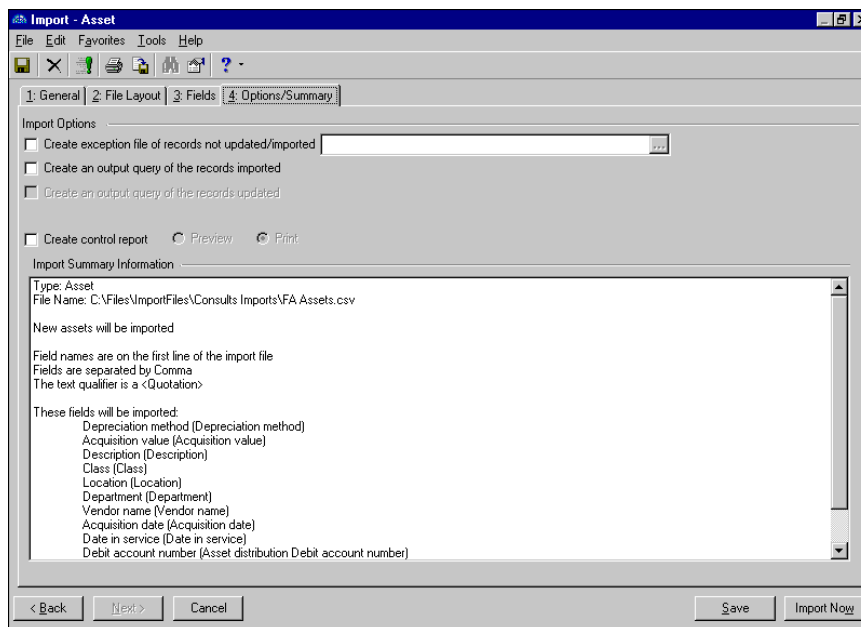 Import - Asset
File Edit Favorites Tools Help
1: General 2: File Layout 3: Fields 4: Options/Summary
Import Options
Create exception file of records not updated/imported ...
Create an output query of the records imported
Create an output query of the records updated
Create control report Preview Print
Import Summary Information
Type: Asset
File Name: C:\Files\ImportFiles\Consults Imports\FA Assets.csv
New assets will be imported
Field names are on the first line of the import file
Fields are separated by Comma
The text qualifier is a <Quotation>
These fields will be imported:
Depreciation method (Depreciation method)
Acquisition value (Acquisition value)
Description (Description)
Class (Class)
Location (Location)
Department (Department)
Vendor name (Vendor name)
Acquisition date (Acquisition date)
Date in service (Date in service)
Debit account number (Asset distribution Debit account number)
< Back Next > Cancel Save Import Now